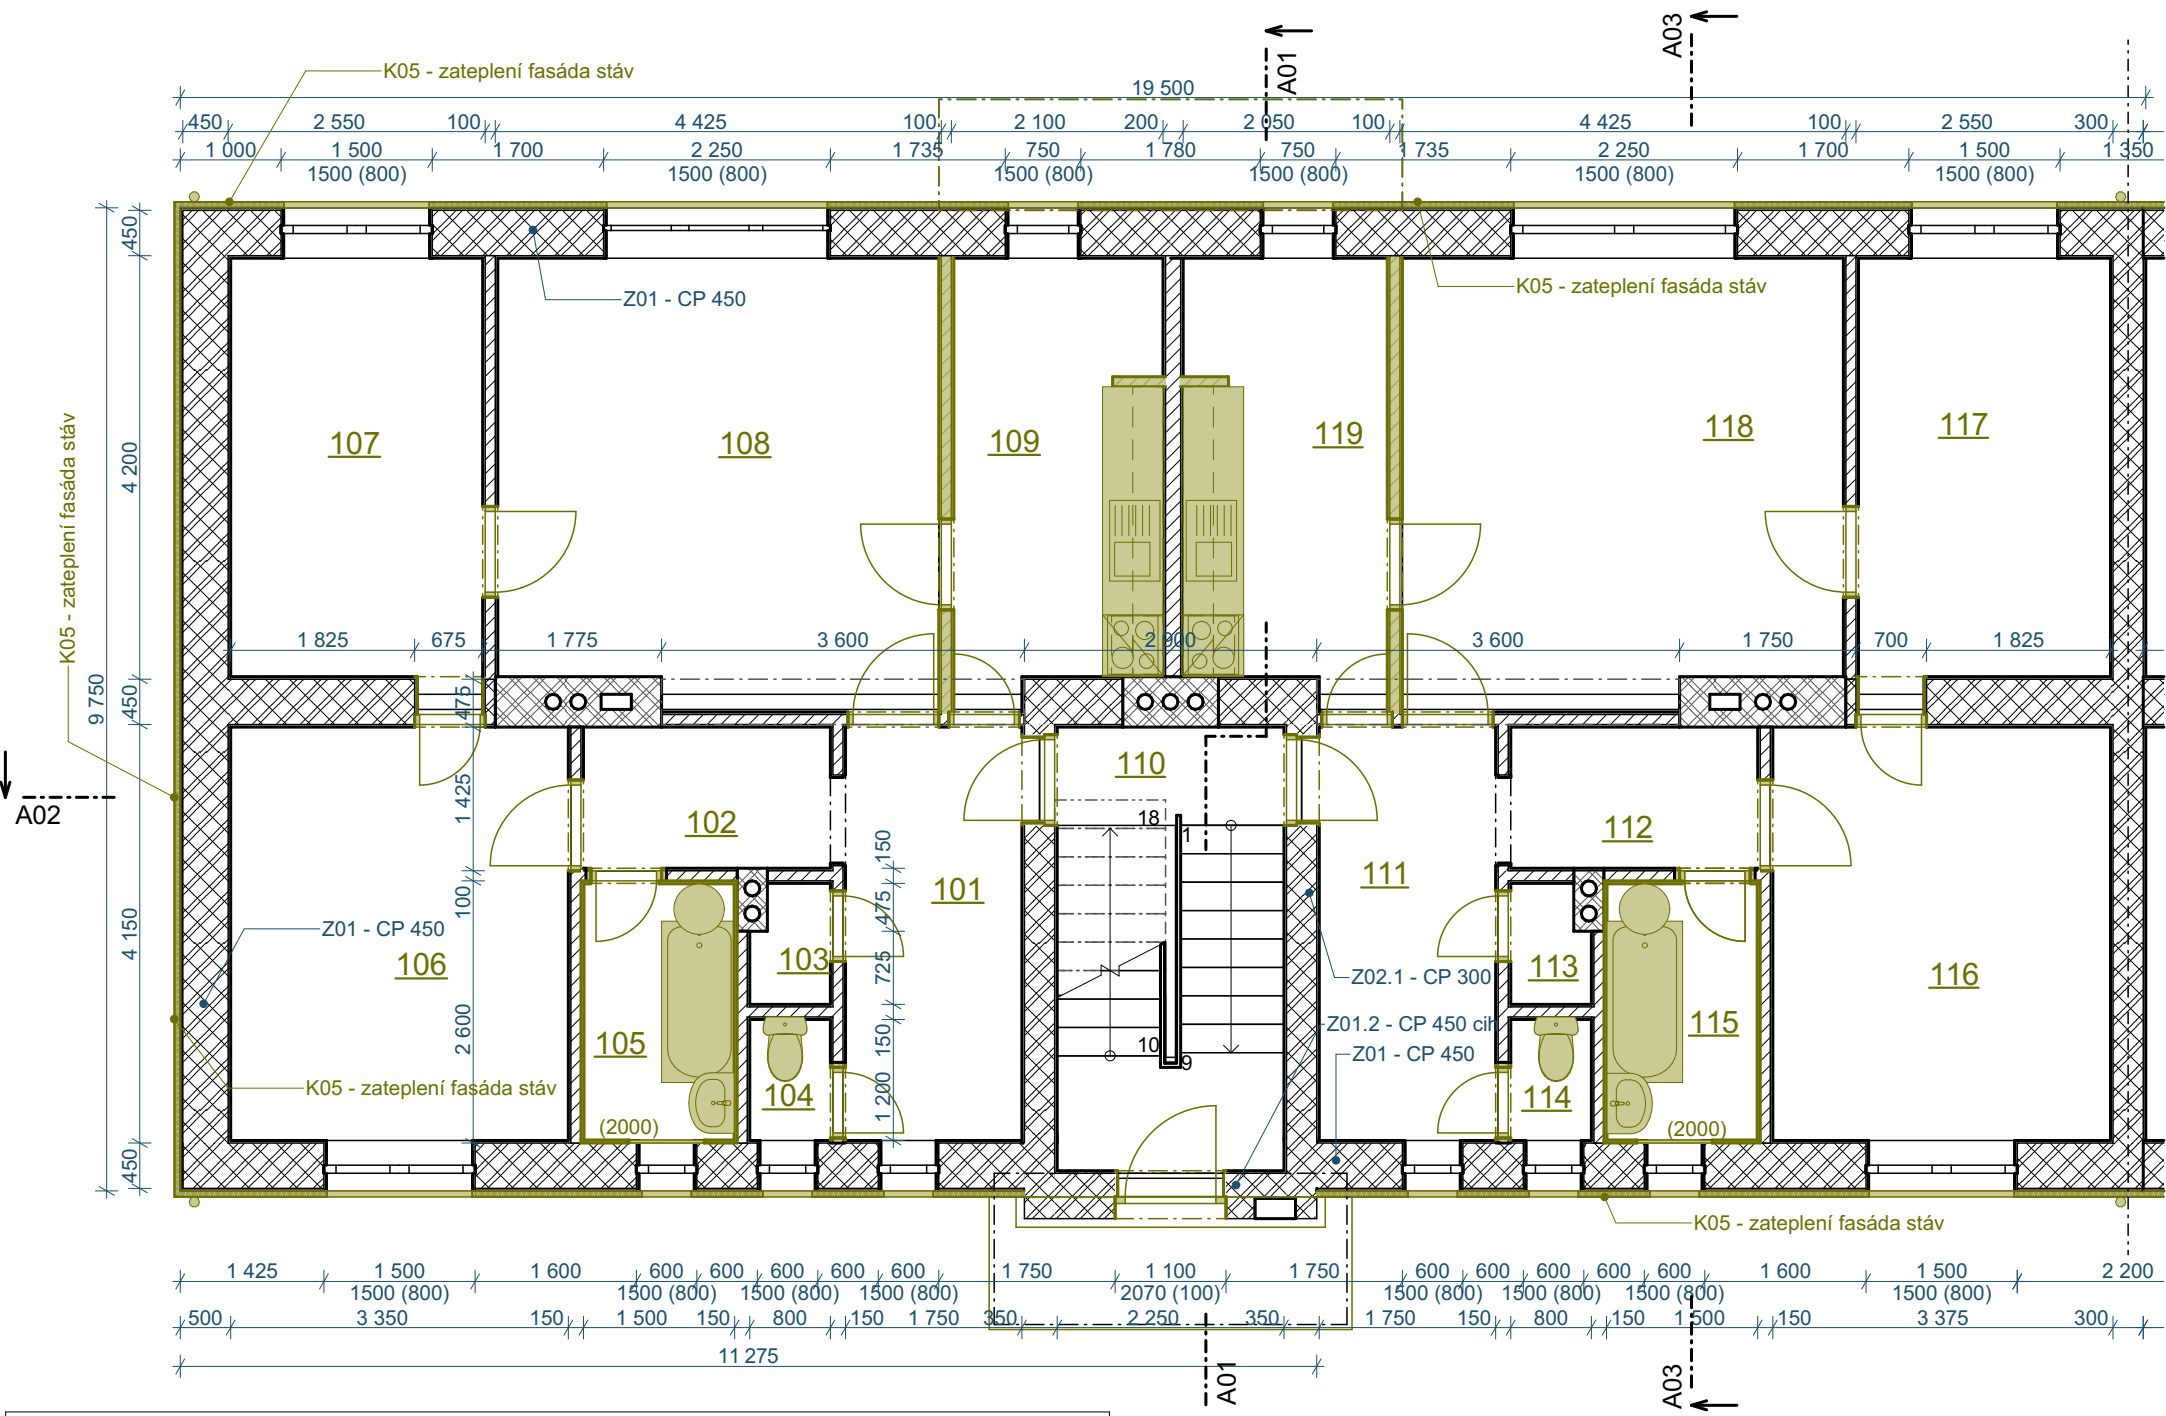 A03
A01
K05 - zateplení fasáda stáv
19 500
450 2 550 100 4 425 100 2 100 200 2 050 100 4 425 100 2 550 300
1 000 1 500 1 700 2 250 1 735 750 1 780 750 1 735 2 250 1 700 1 500 1 350
1500 (800) 1500 (800) 1500 (800) 1500 (800) 1500 (800) 1500 (800)
450
K05 - zateplení fasáda stáv
Z01 - CP 450
K05 - zateplení fasáda stáv
4 200
107 108 109 119 118 117
1 825 675 1 775 3 600 2 900 3 600 1 750 700 1 825
9 750
450
475
A02
110
1 425
18
1
102
112
150
100
101
111
475
Z01 - CP 450
4 150
106
103
725
Z02.1 - CP 300
113
116
Z01.2 - CP 450 cih
2 600
105
150
10
9
Z01 - CP 450
115
K05 - zateplení fasáda stáv
104
1 200
114
(2000)
(2000)
450
K05 - zateplení fasáda stáv
1 425 1 500 1 600 600 600 600 600 600 1 750 1 100 1 750 600 600 600 600 600 1 600 1 500 2 200
1500 (800) 1500 (800) 1500 (800) 1500 (800) 2070 (100) 1500 (800) 1500 (800) 1500 (800) 1500 (800)
500 3 350 150 1 500 150 800 150 1 750 350 2 250 350 1 750 150 800 150 1 500 150 3 375 300
11 275
A01
A03